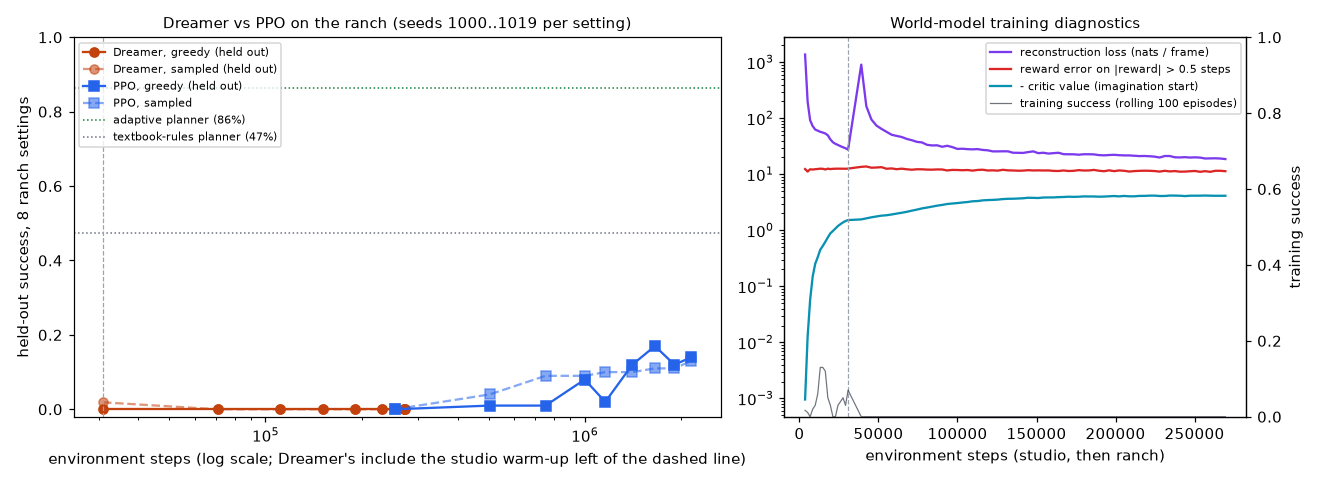 Dreamer vs PPO on the ranch (seeds 1000..1019 per setting)
held-out success, 8 ranch settings
1.0
0.8
0.6
0.4
0.2
0.0
Dreamer, greedy (held out)
Dreamer, sampled (held out)
PPO, greedy (held out)
PPO, sampled
adaptive planner (86%)
textbook-rules planner (47%)
10^5
10^6
environment steps (log scale; Dreamer's include the studio warm-up left of the dashed line)
World-model training diagnostics
10^3
10^2
10^1
10^0
10^−1
10^−2
10^−3
reconstruction loss (nats / frame)
reward error on |reward| > 0.5 steps
- critic value (imagination start)
training success (rolling 100 episodes)
1.0
0.8
0.6
0.4
0.2
0.0
training success
0
50000
100000
150000
200000
250000
environment steps (studio, then ranch)